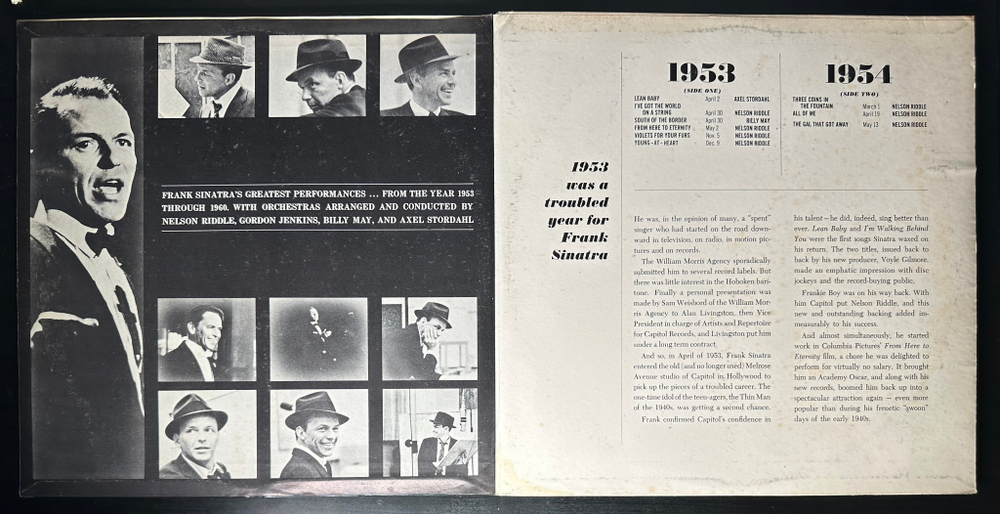 FRANK SINATRA'S GREATEST PERFORMANCES ... FROM THE YEAR 1953
THROUGH 1960. WITH ORCHESTRAS ARRANGED AND CONDUCTED BY
NELSON RIDDLE, GORDON JENKINS, BILLY MAY, AND AXEL STORDAHL
1953
(SIDE ONE)
LEAN BABY April 2 AXEL STORDAHL
I'VE GOT THE WORLD
ON A STRING April 30 NELSON RIDDLE
SOUTH OF THE BORDER April 30 BILLY MAY
FROM HERE TO ETERNITY May 2 NELSON RIDDLE
VIOLETS FOR YOUR FURS Nov. 5 NELSON RIDDLE
YOUNG-AT-HEART Dec. 9 NELSON RIDDLE
1954
(SIDE TWO)
THREE COINS IN
THE FOUNTAIN March 1 NELSON RIDDLE
ALL OF ME April 19 NELSON RIDDLE
THE GAL THAT GOT AWAY May 13 NELSON RIDDLE
1953
was a
troubled
year for
Frank
Sinatra
He was, in the opinion of many, a "spent"
singer who had started on the road down-
ward in television, on radio, in motion pic-
tures and on records.
The William Morris Agency sporadically
submitted him to several record labels. But
there was little interest in the Hoboken bari-
tone. Finally a personal presentation was
made by Sam Weisbord of the William Mor-
ris Agency to Alan Livingston, then Vice
President in charge of Artists and Repertoire
for Capitol Records, and Livingston put him
under a long term contract.
And so, in April of 1953, Frank Sinatra
entered the old (and no longer used) Melrose
Avenue studio of Capitol in Hollywood to
pick up the pieces of a troubled career. The
one-time idol of the teen-agers, the Thin Man
of the 1940s, was getting a second chance.
Frank confirmed Capitol's confidence in
his talent—he did, indeed, sing better than
ever. Lean Baby and I'm Walking Behind
You were the first songs Sinatra waxed on
his return. The two titles, issued back to
back by his new producer, Voyle Gilmore,
made an emphatic impression with disc
jockeys and the record-buying public.
Frankie Boy was on his way back. With
him Capitol put Nelson Riddle, and this
new and outstanding backing added im-
measurably to his success.
And almost simultaneously, he started
work in Columbia Pictures' From Here to
Eternity film, a chore he was delighted to
perform for virtually no salary. It brought
him an Academy Oscar, and along with his
new records, boomed him back up into a
spectacular attraction again — even more
popular than during his frenetic "swoon"
days of the early 1940s.